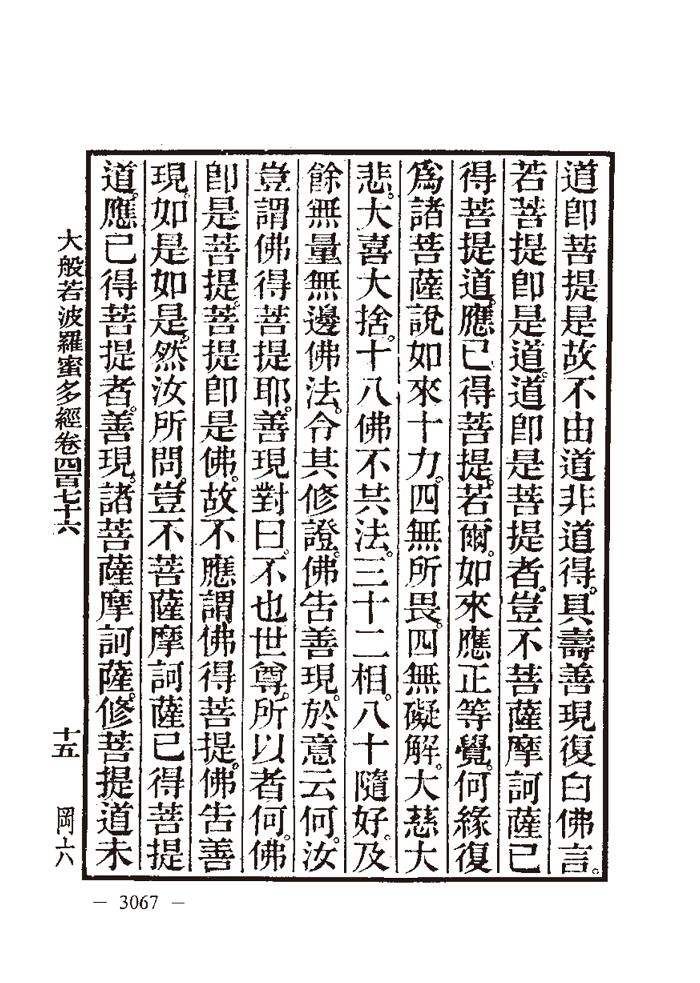 道即菩提是故不由道非道得。具壽善現復白佛言。
若菩提即是道。道即是菩提者。豈不菩薩摩訶薩已
得菩提道。應已得菩提。若爾。如來應正等覺。何緣復
爲諸菩薩說如來十力。四無所畏。四無礙解。大慈大
悲。大喜大捨。十八佛不共法。三十二相。八十隨好。及
餘無量無邊佛法。令其修證。佛告善現。於意云何。汝
豈謂佛得菩提耶。善現對曰。不也世尊。所以者何。佛
即是菩提。菩提即是佛。故不應謂佛得菩提。佛告善
現。如是如是。然汝所問。豈不菩薩摩訶薩已得菩提
道。應已得菩提者。善現。諸菩薩摩訶薩。修菩提道未
大般若波羅蜜多經卷四百七十六 十五 岡六
— 3067 —